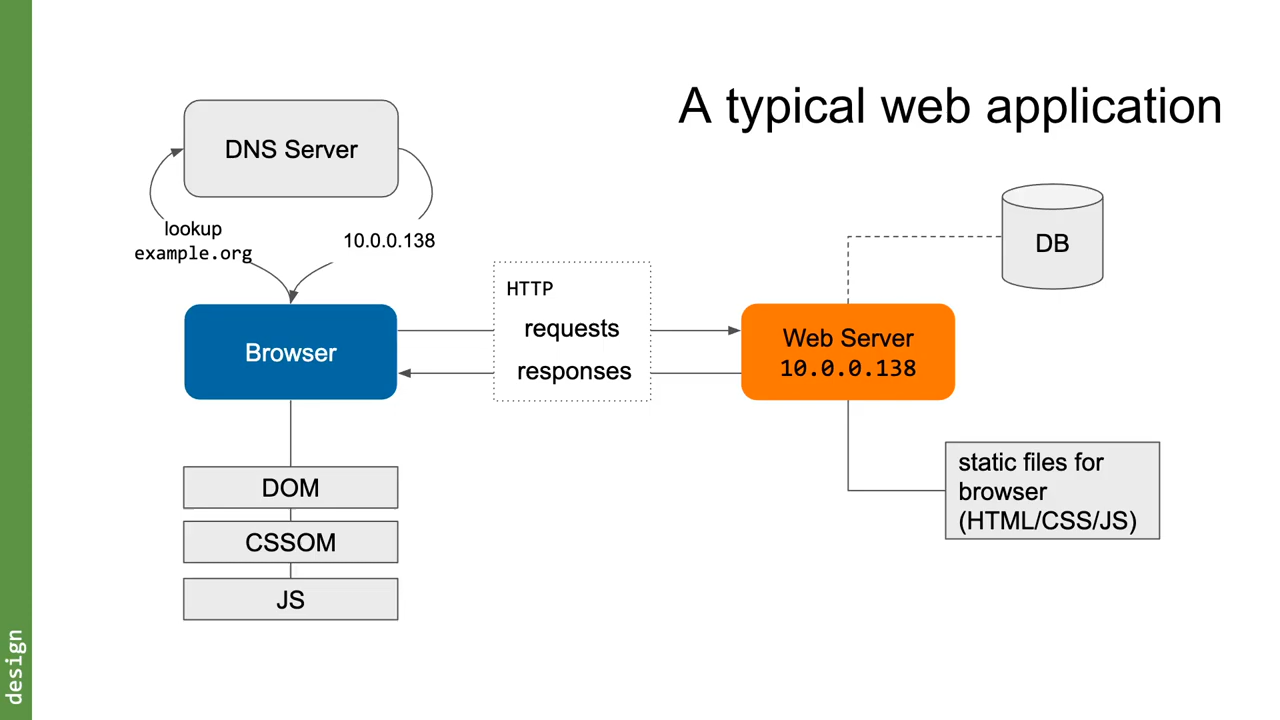 A typical web application
DNS Server
lookup
example.org
10.0.0.138
HTTP
requests
responses
Browser
Web Server
10.0.0.138
DB
DOM
CSSOM
JS
static files for
browser
(HTML/CSS/JS)
design